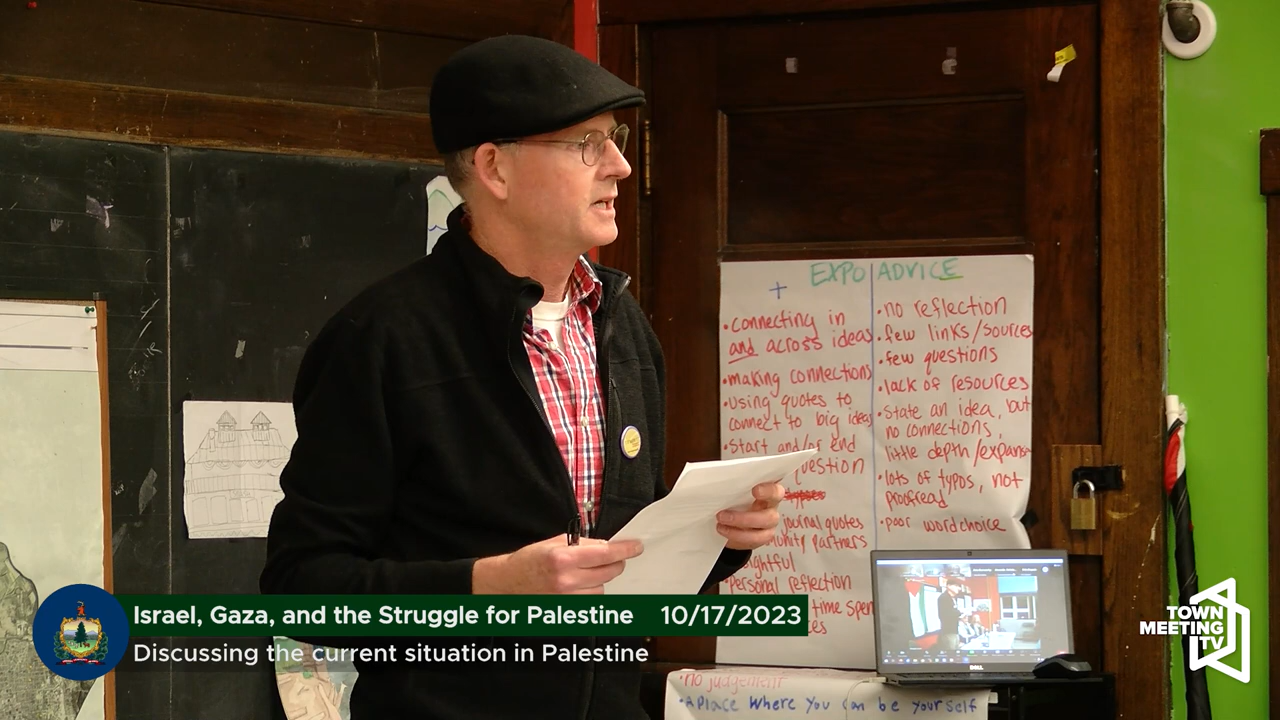 EXPO ADVICE
+
• connecting in
and across ideas
• making connections
• using quotes to
connect to big ideas
• Start and/or end
question
journal quotes
partners
• Personal reflection
time
• no reflection
• few links/sources
• few questions
• lack of resources
• State an idea, but
no connections,
little depth/
• lots of typos, not
proofread
• poor word choice
DELL
• no judgement
• A place where you can be yourself
Israel, Gaza, and the Struggle for Palestine 10/17/2023
Discussing the current situation in Palestine
TOWN
MEETING
TV